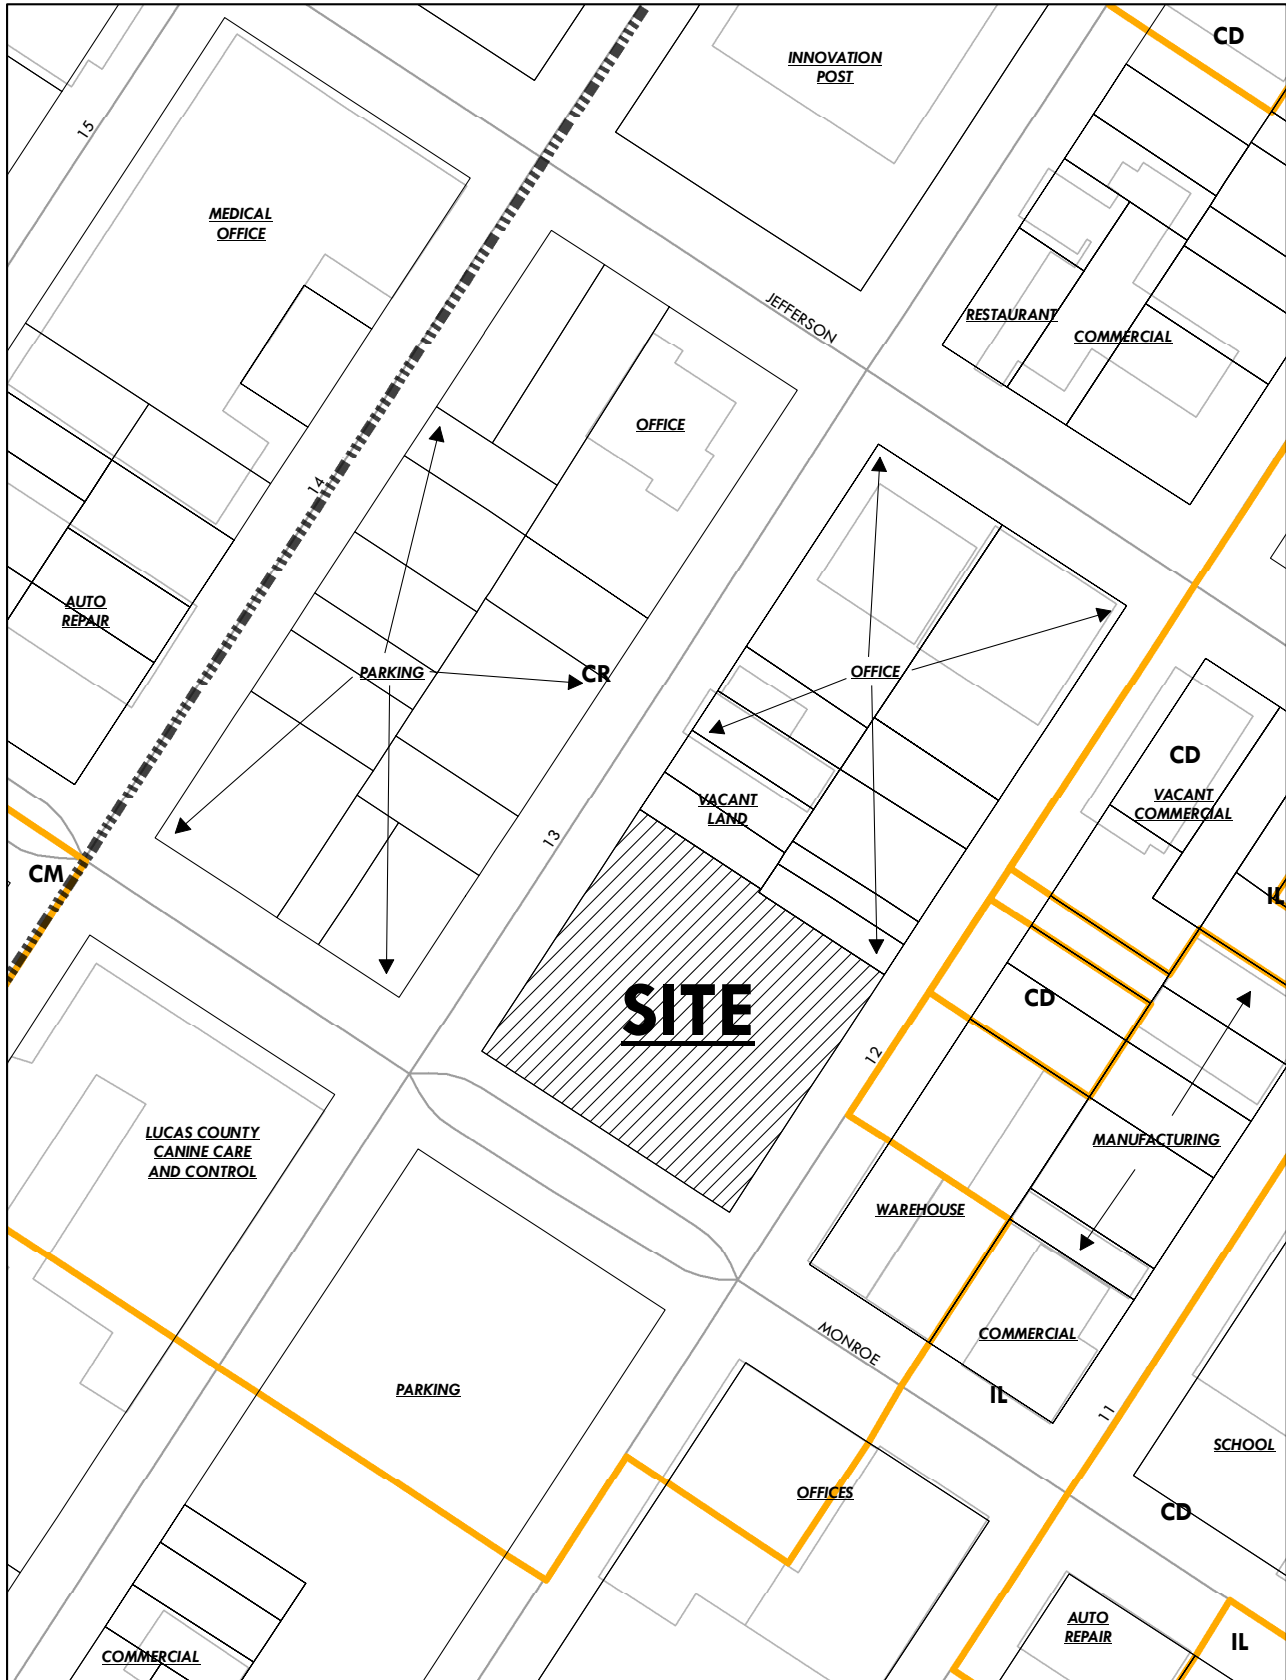 CD
INNOVATION
POST
15
MEDICAL
OFFICE
JEFFERSON
RESTAURANT
COMMERCIAL
OFFICE
14
AUTO
REPAIR
PARKING
CR
OFFICE
CD
VACANT
COMMERCIAL
VACANT
LAND
13
CM
IL
SITE
CD
12
LUCAS COUNTY
CANINE CARE
AND CONTROL
MANUFACTURING
WAREHOUSE
COMMERCIAL
MONROE
PARKING
IL
11
SCHOOL
OFFICES
CD
AUTO
REPAIR
IL
COMMERCIAL